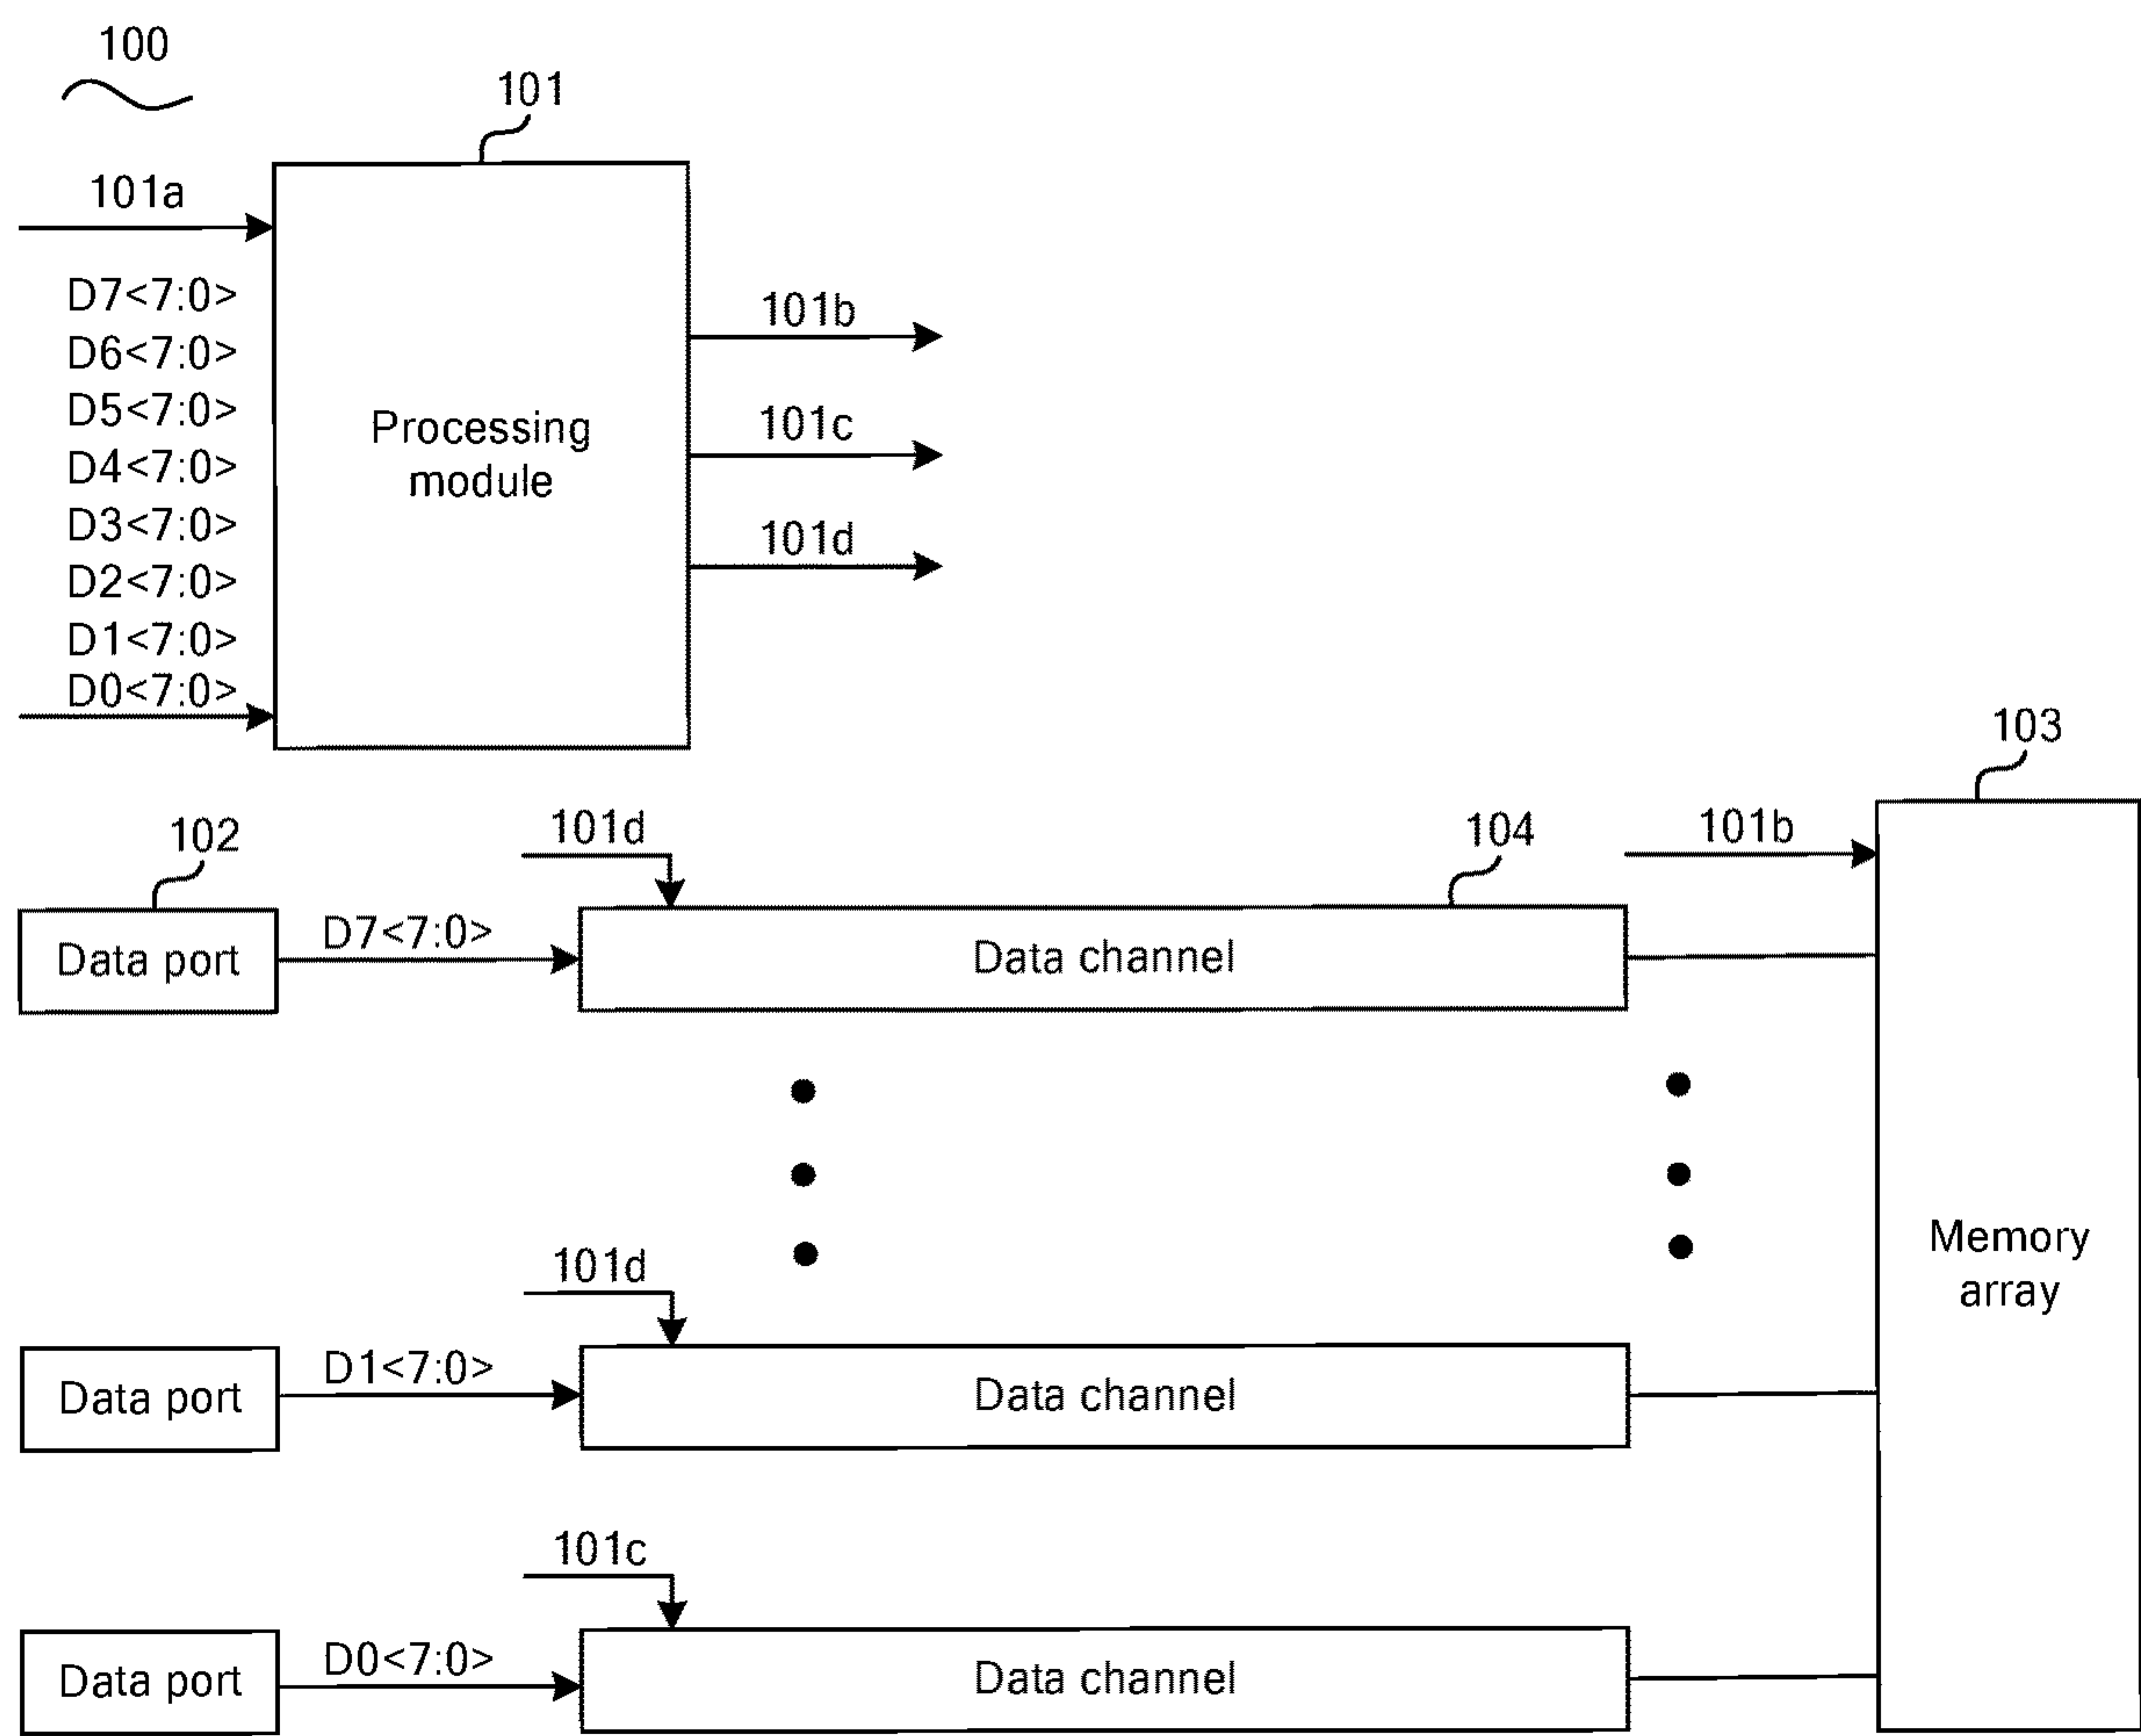 100
101
101a
D7<7:0>
D6<7:0>
D5<7:0>
D4<7:0>
D3<7:0>
D2<7:0>
D1<7:0>
D0<7:0>
Processing
module
101b
101c
101d
103
102
101d
104
101b
Data port
D7<7:0>
Data channel
Memory
array
101d
Data port
D1<7:0>
Data channel
101c
Data port
D0<7:0>
Data channel